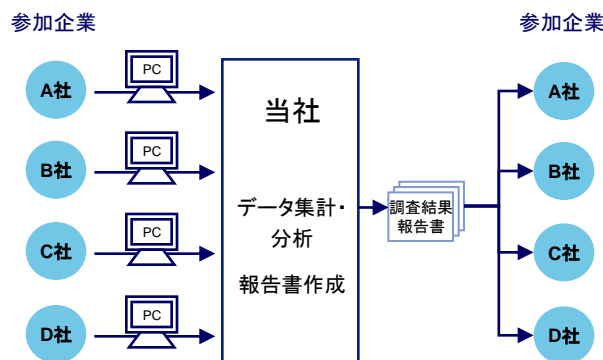 参加企業
参加企業
A社
PC
B社
PC
C社
PC
D社
PC
当社
データ集計・
分析
報告書作成
調査結果
報告書
A社
B社
C社
D社